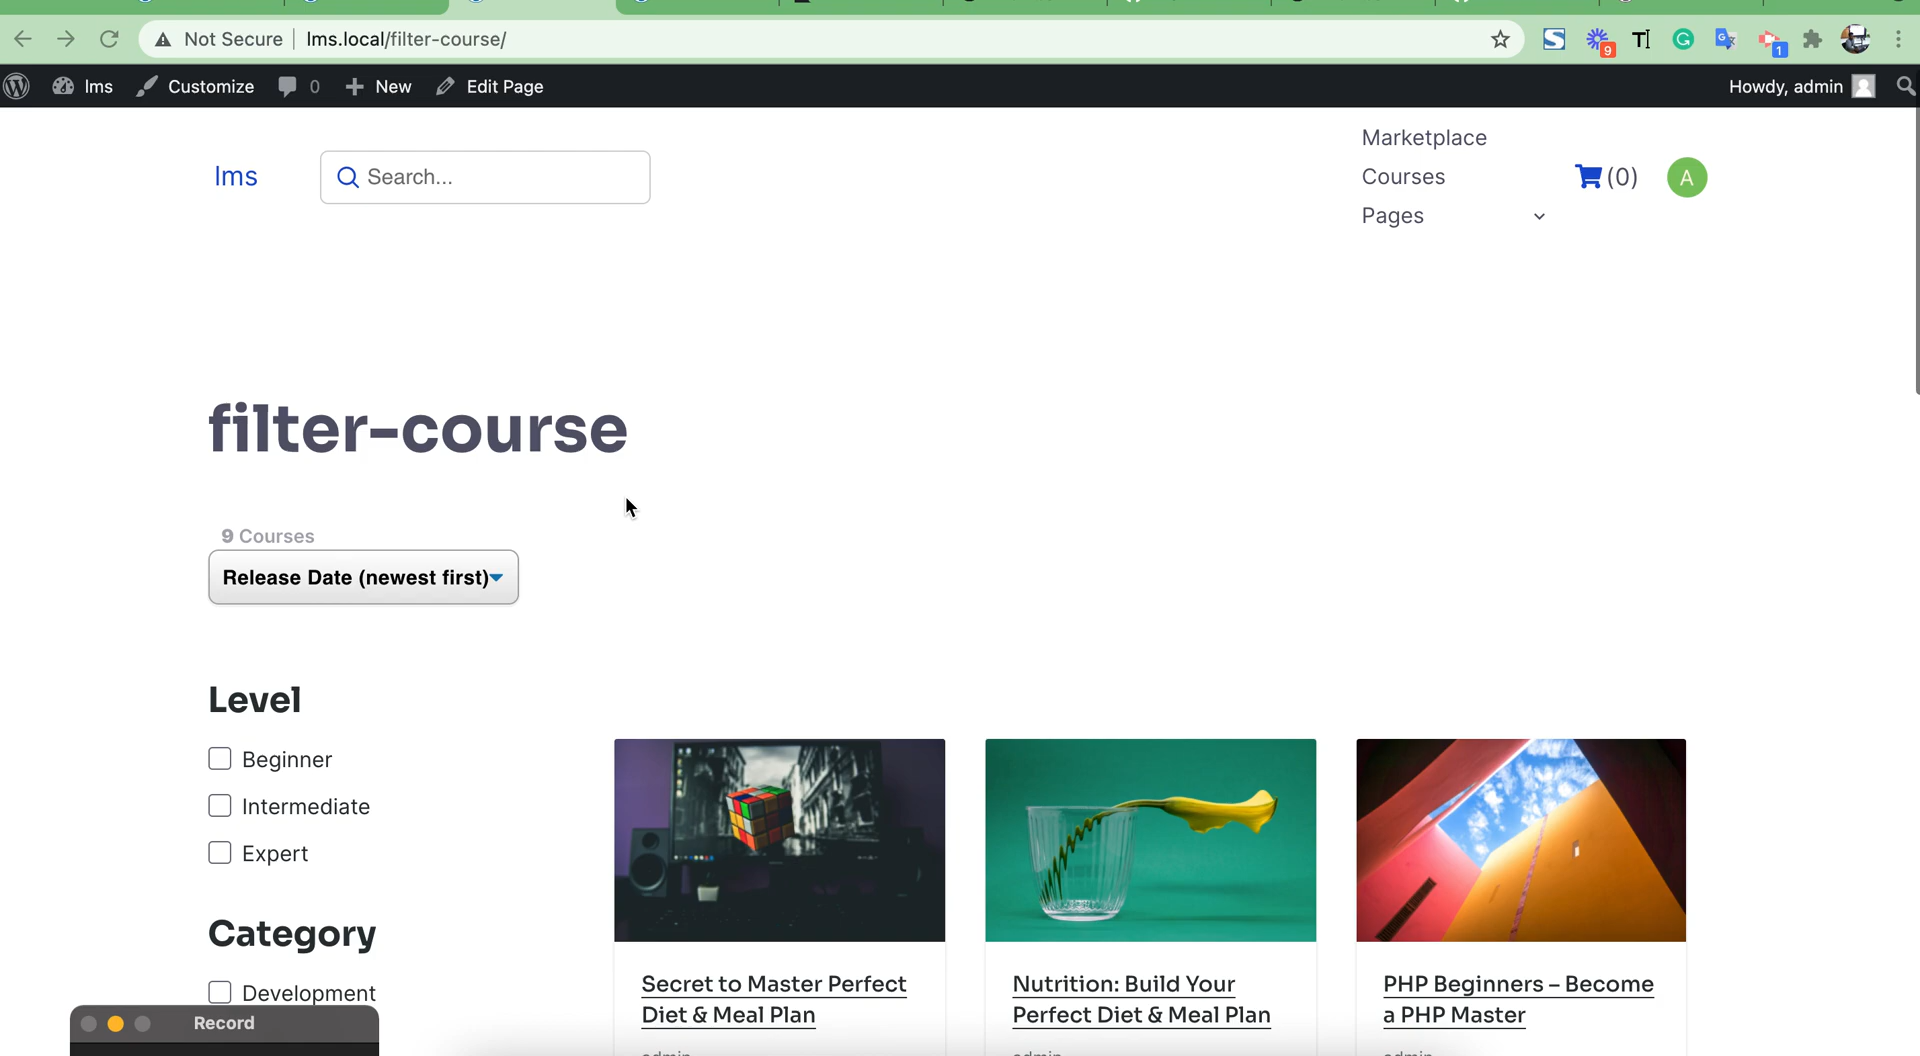 Not Secure lms.local/filter-course/
9
1
lms Customize 0 New Edit Page Howdy, admin
Marketplace
lms Search... Courses (0) A
Pages
filter-course
9 Courses
Release Date (newest first)
Level
Beginner
Intermediate
Expert
Category
Development
Record
Secret to Master Perfect
Diet & Meal Plan
Nutrition: Build Your
Perfect Diet & Meal Plan
PHP Beginners – Become
a PHP Master